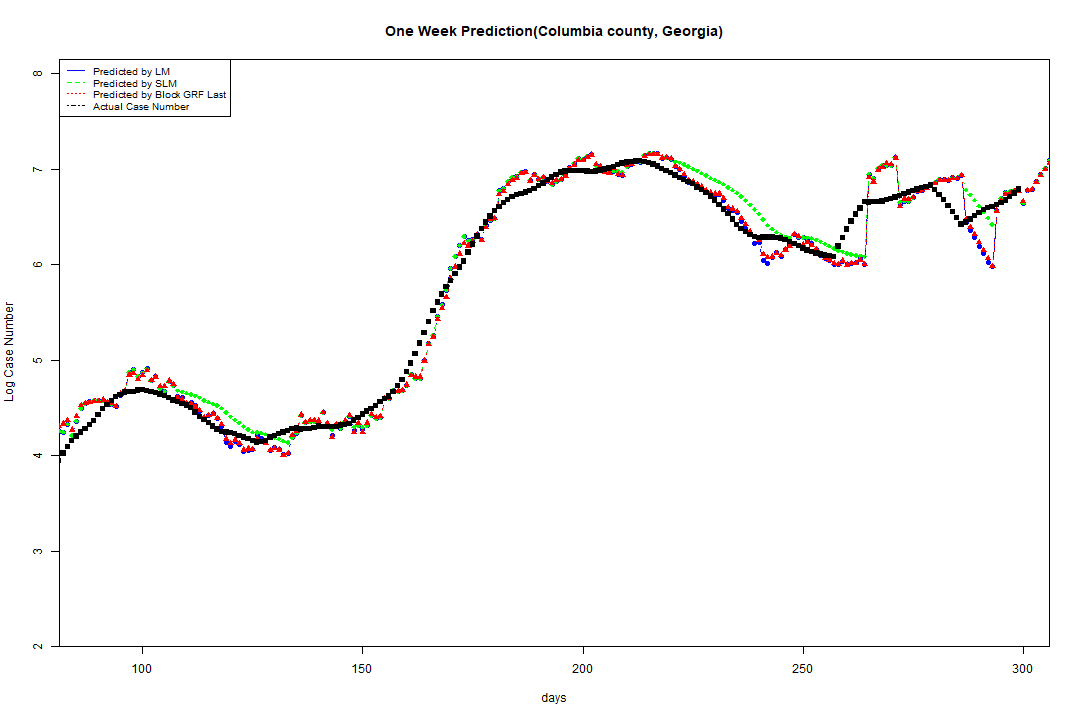 One Week Prediction(Columbia county, Georgia)
Predicted by LM
Predicted by SLM
Predicted by Block GRF Last
Actual Case Number
8
7
6
5
4
3
2
Log Case Number
100
150
200
250
300
days